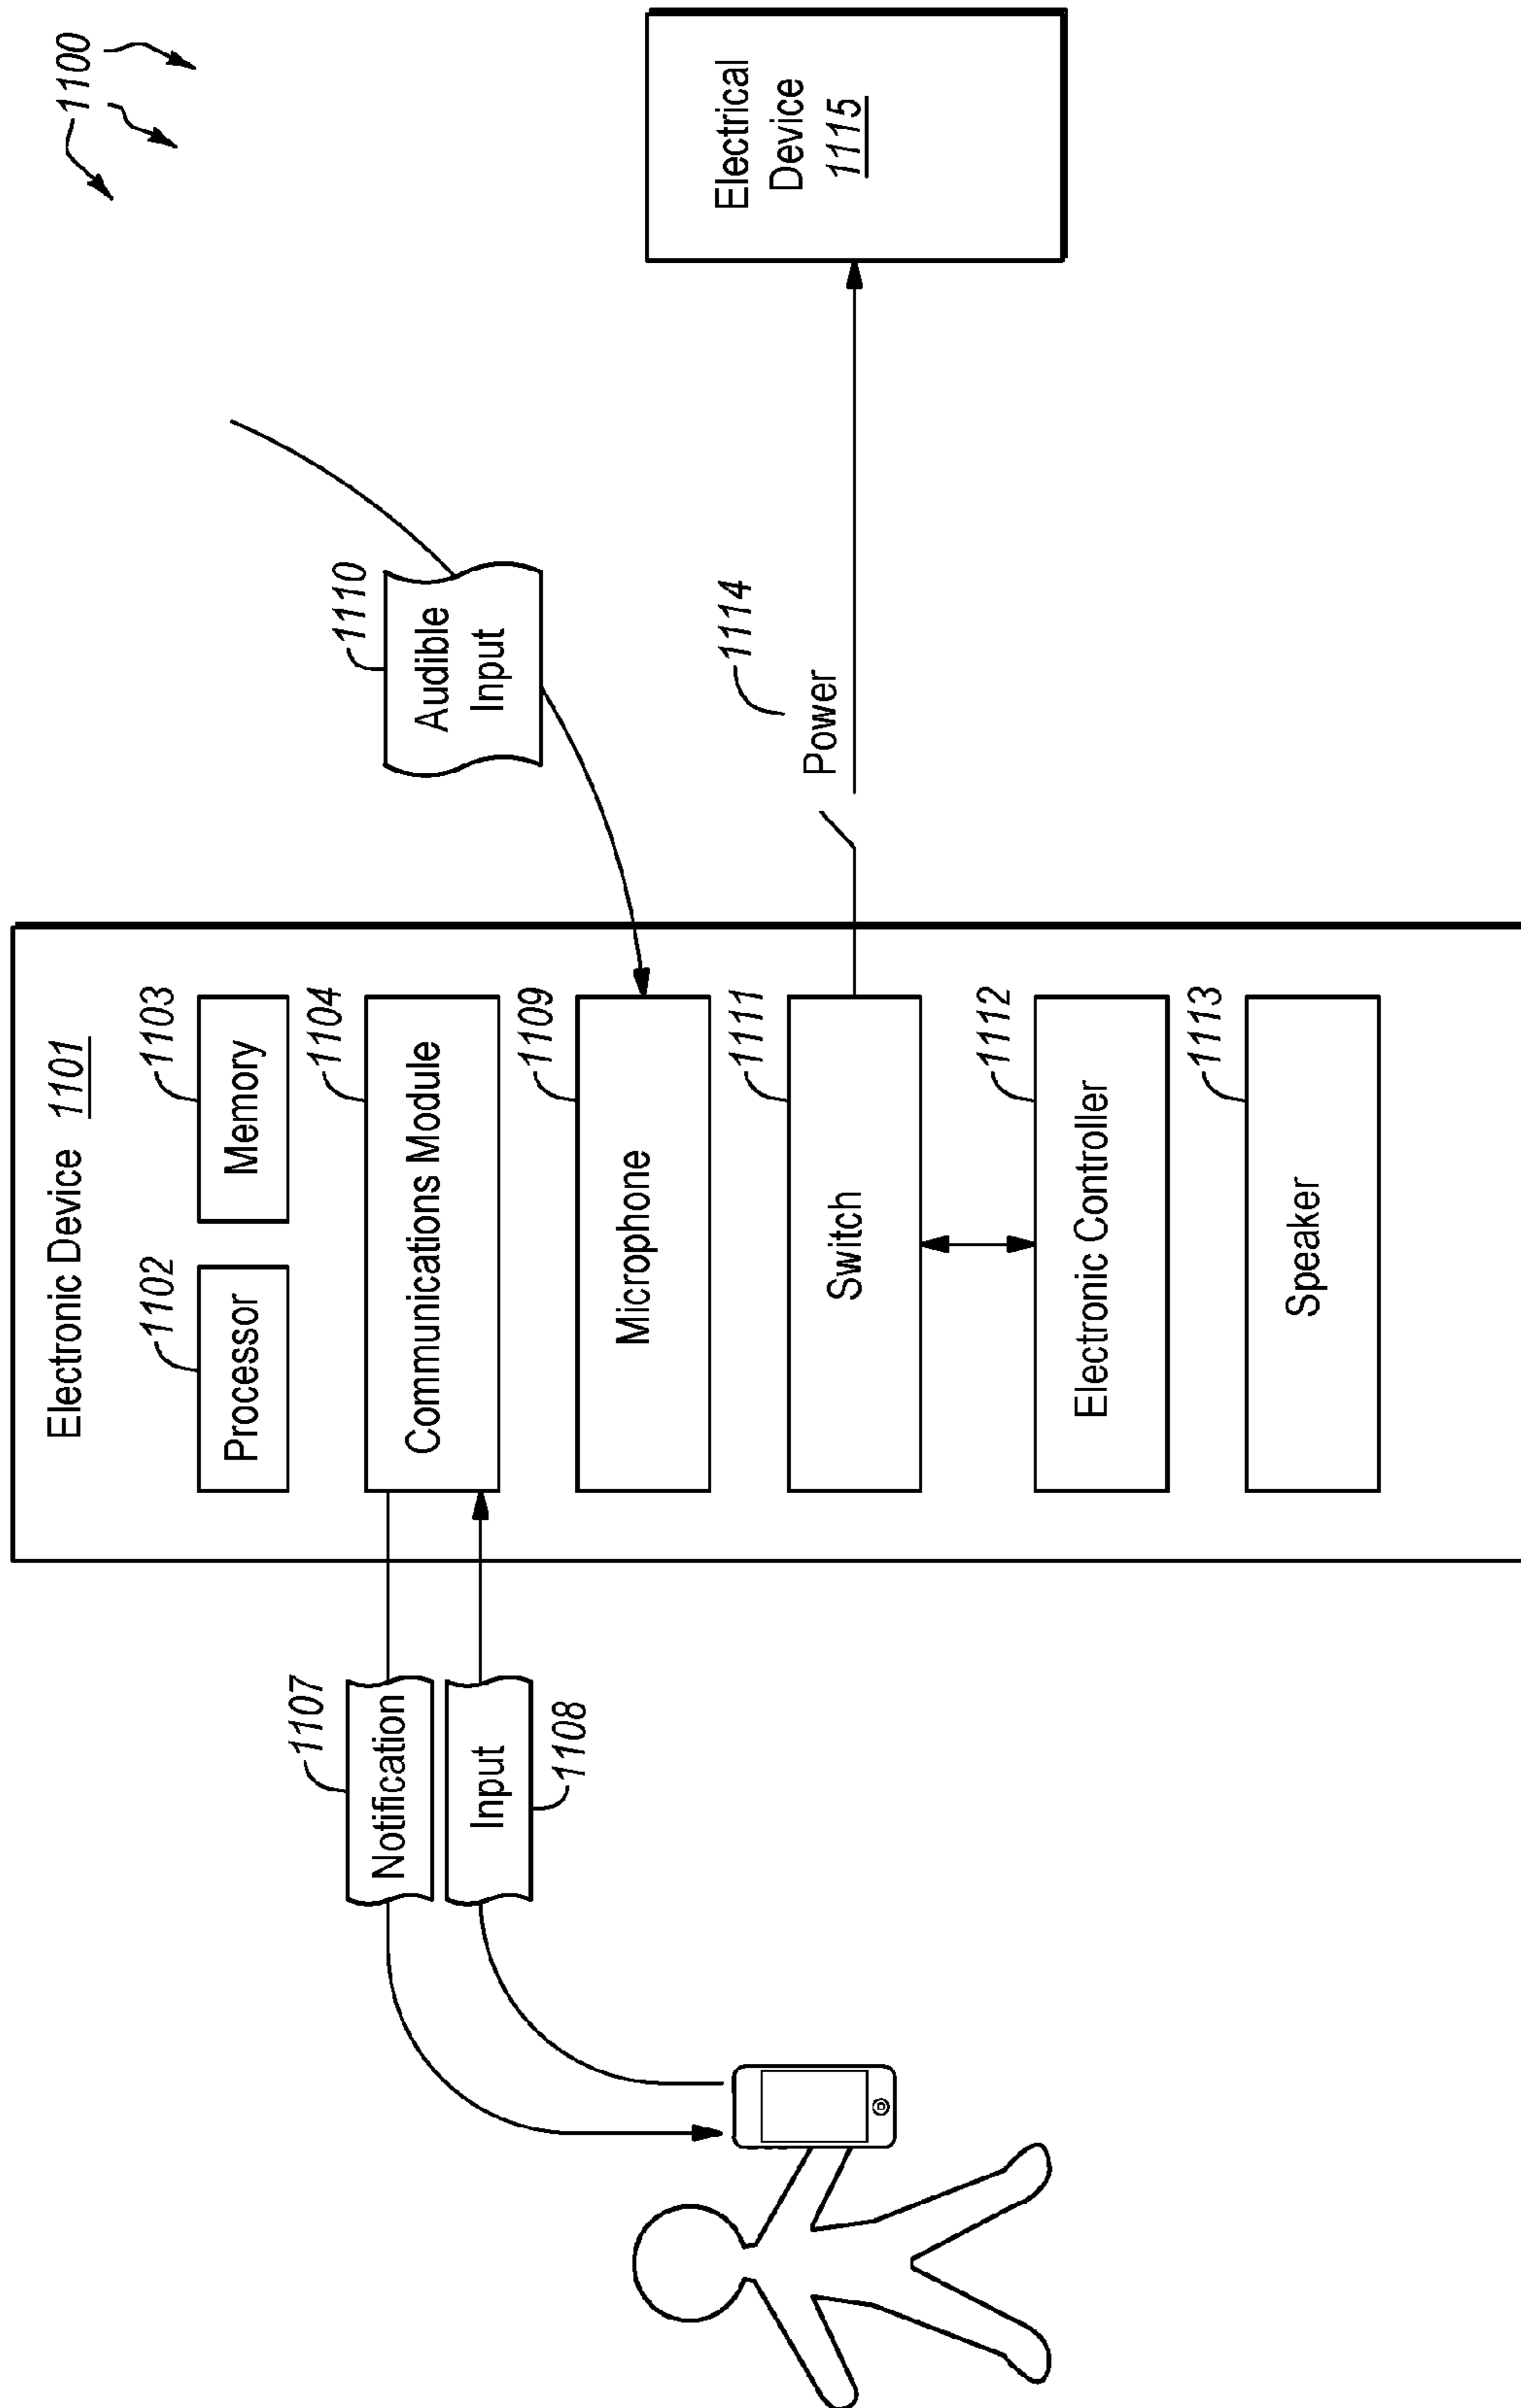 1100
Electronic Device 1101
1102
Processor
1103
Memory
1104
Communications Module
1107
Notification
Input
1108
1109
Microphone
1110
Audible
Input
1111
Switch
1112
Electronic Controller
1113
Speaker
1114
Power
Electrical
Device
1115